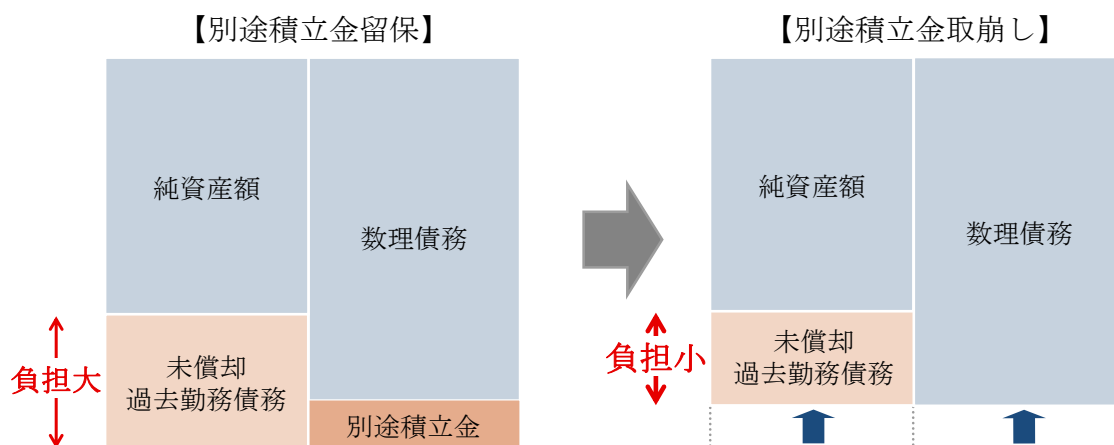 【別途積立金留保】
純資産額
数理債務
負担大
未償却
過去勤務債務
別途積立金
【別途積立金取崩し】
純資産額
数理債務
負担小
未償却
過去勤務債務